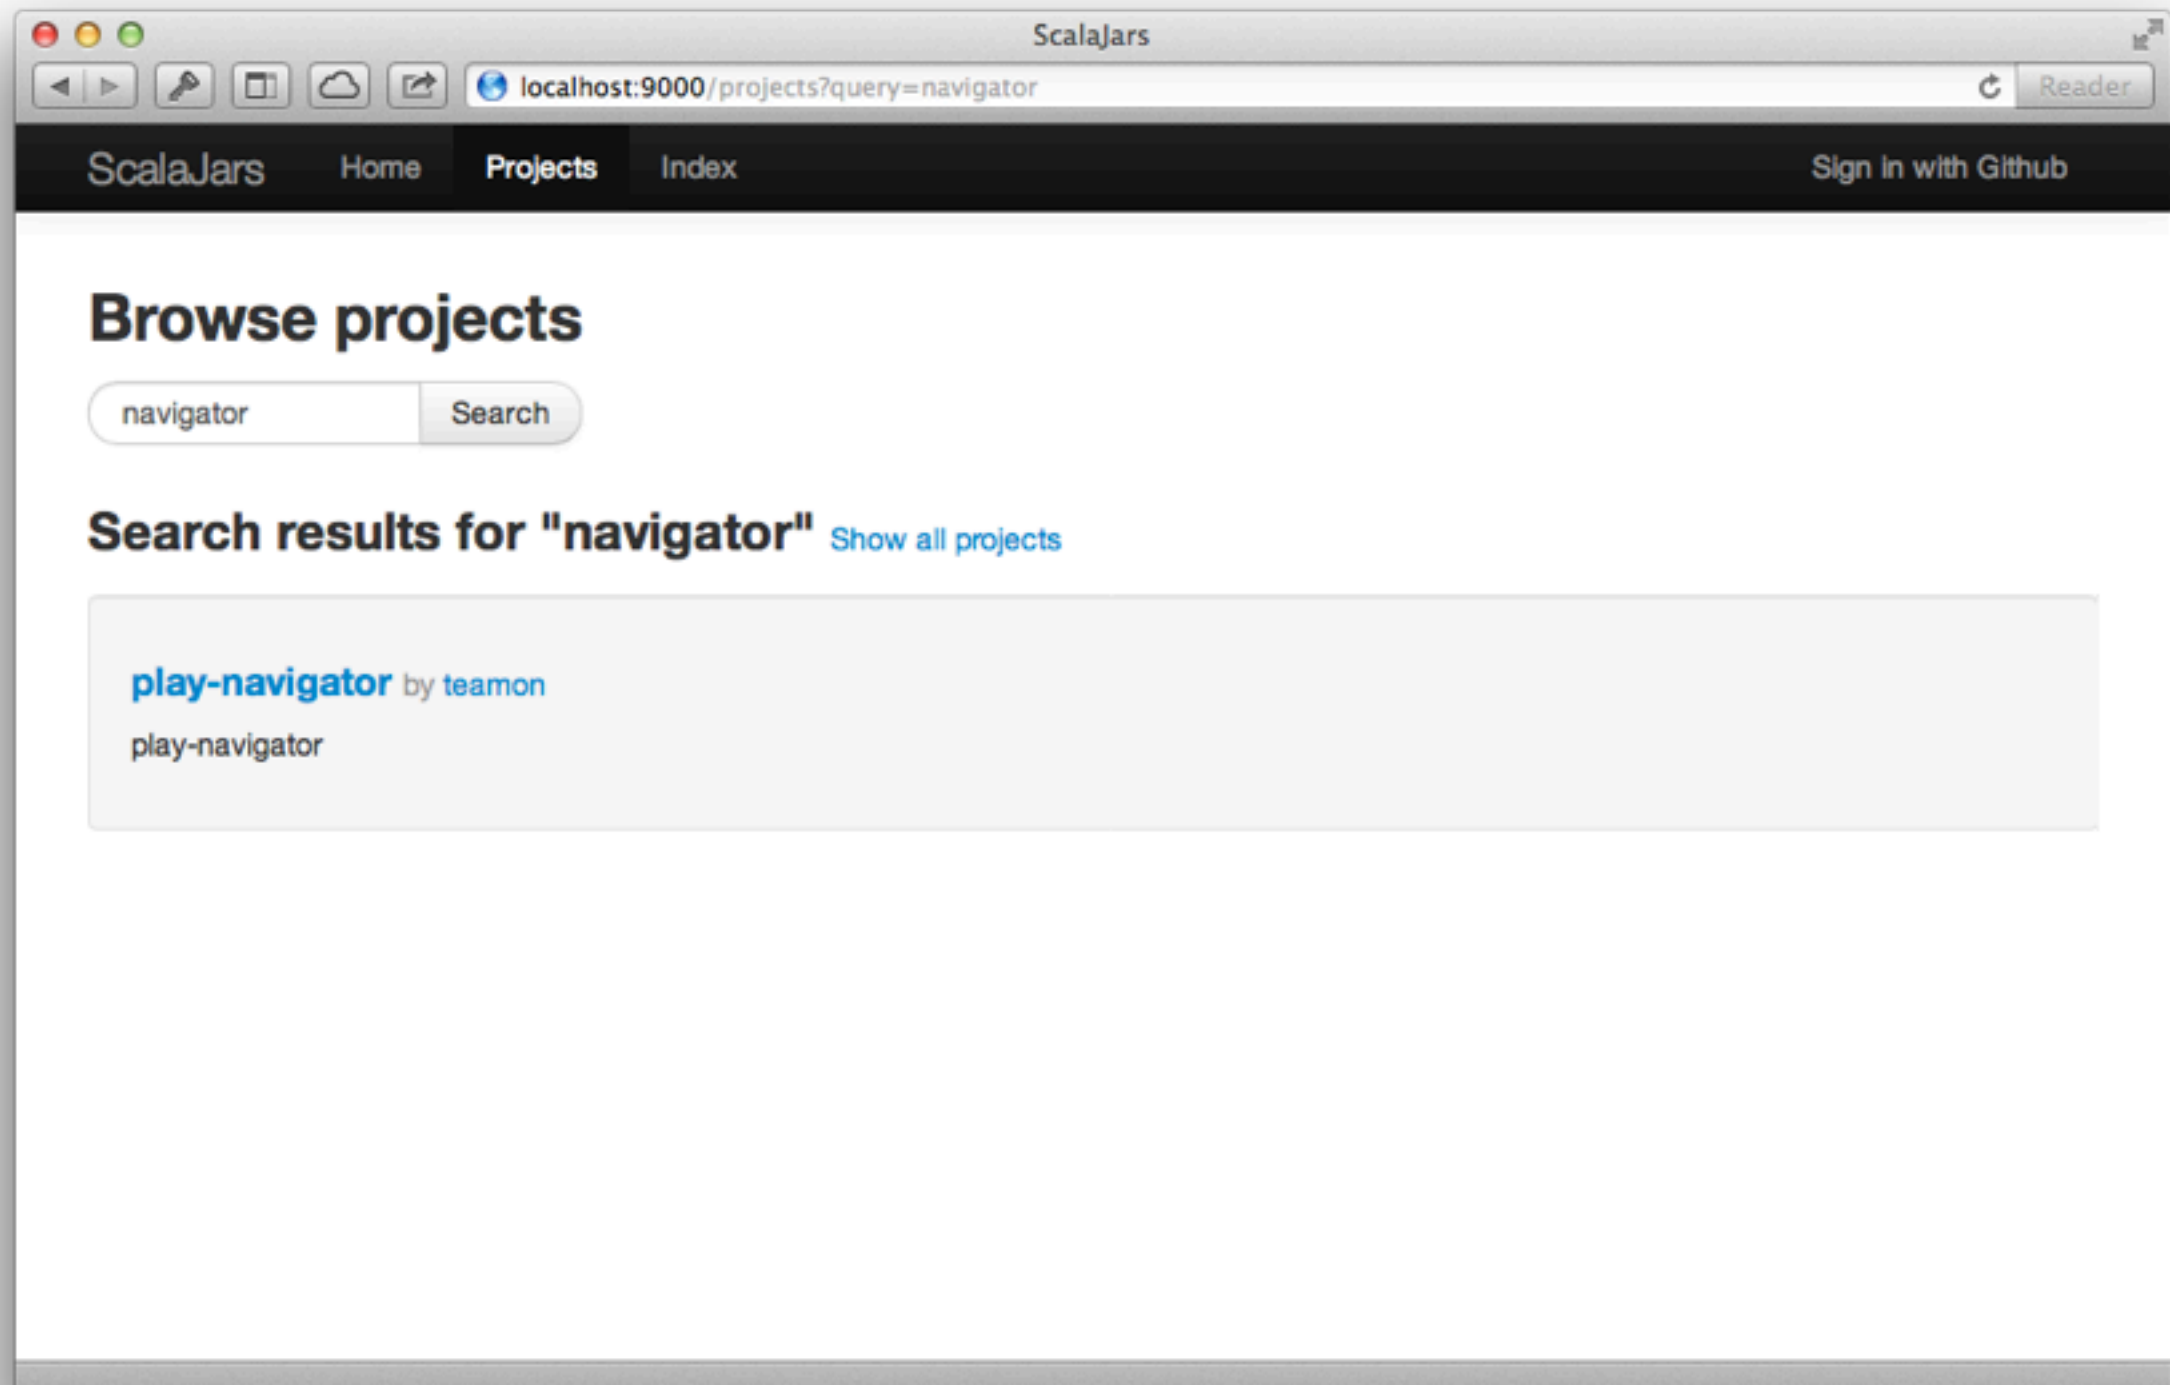 ScalaJars
localhost:9000/projects?query=navigator
Reader
ScalaJars Home Projects Index Sign in with Github
Browse projects
navigator Search
Search results for "navigator" Show all projects
play-navigator by teamon
play-navigator